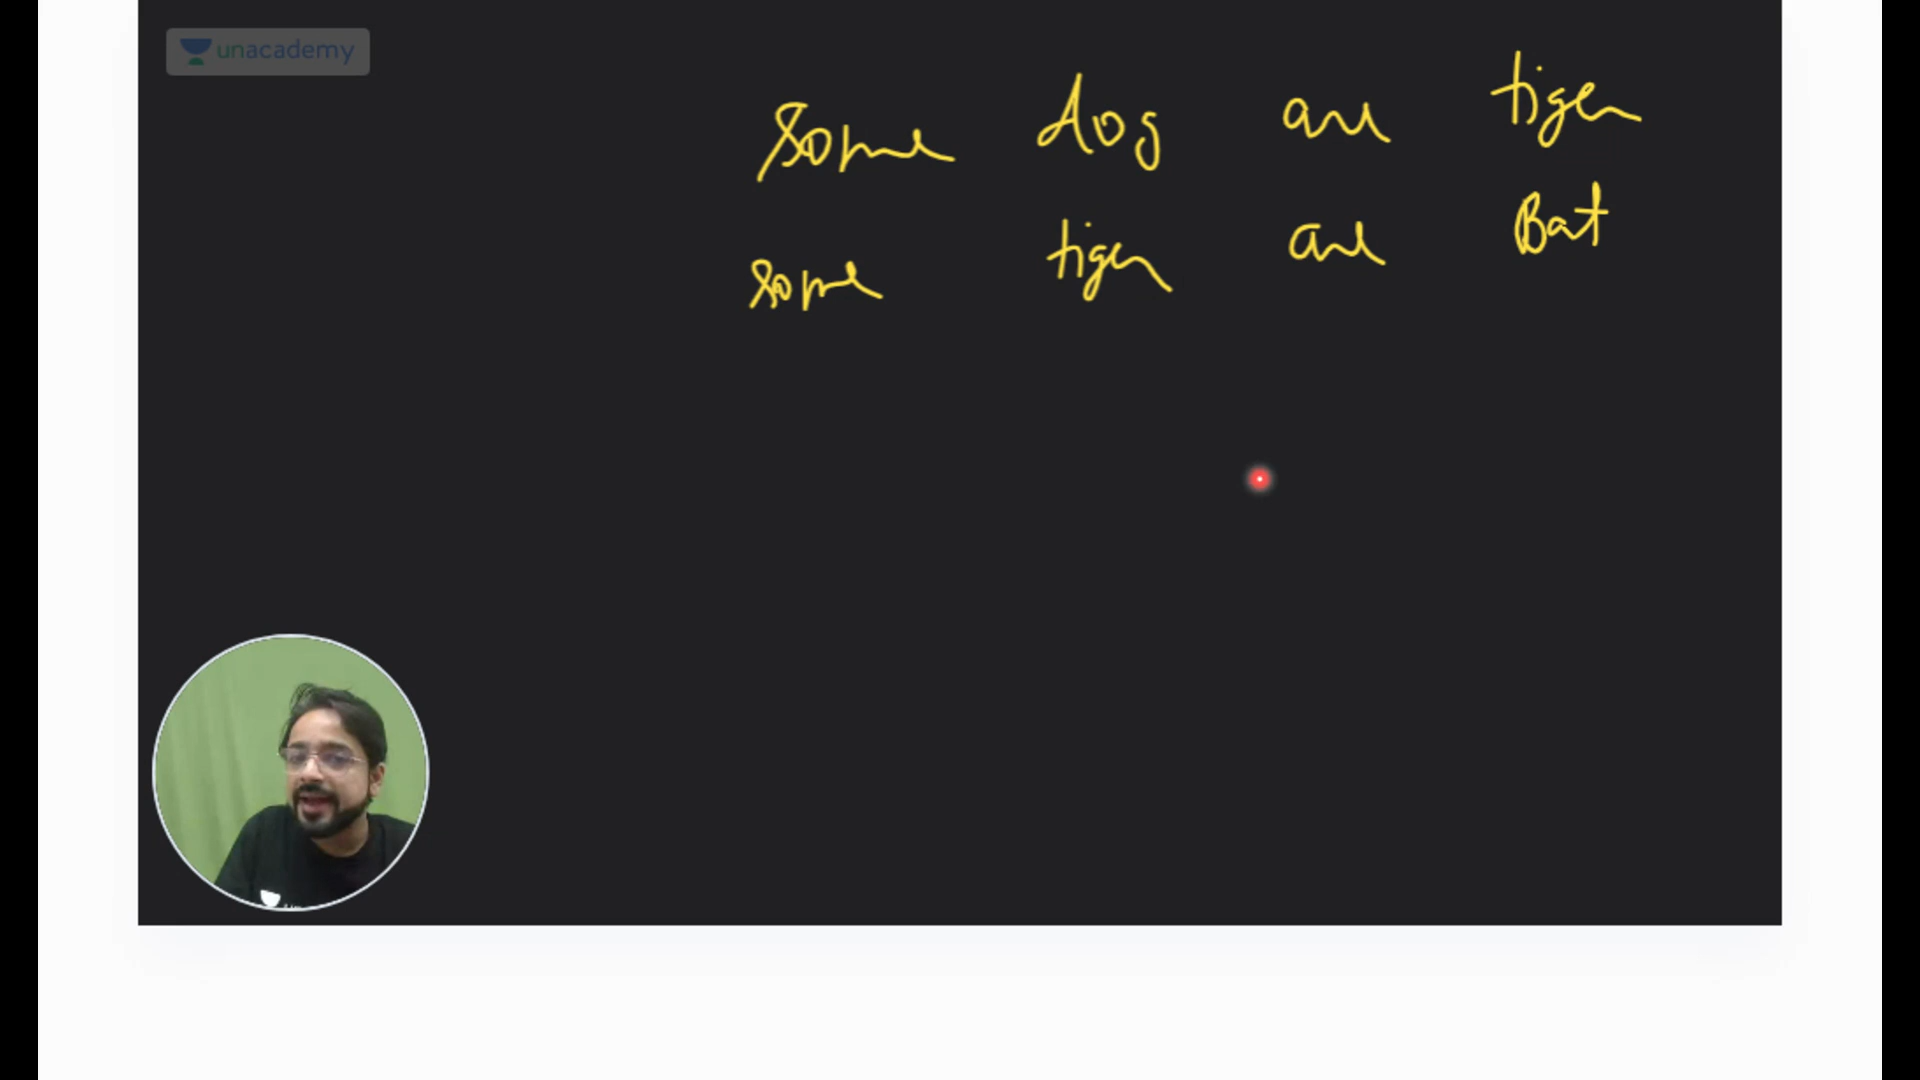 unacademy
Some dog are tiger
Some tiger are Bat